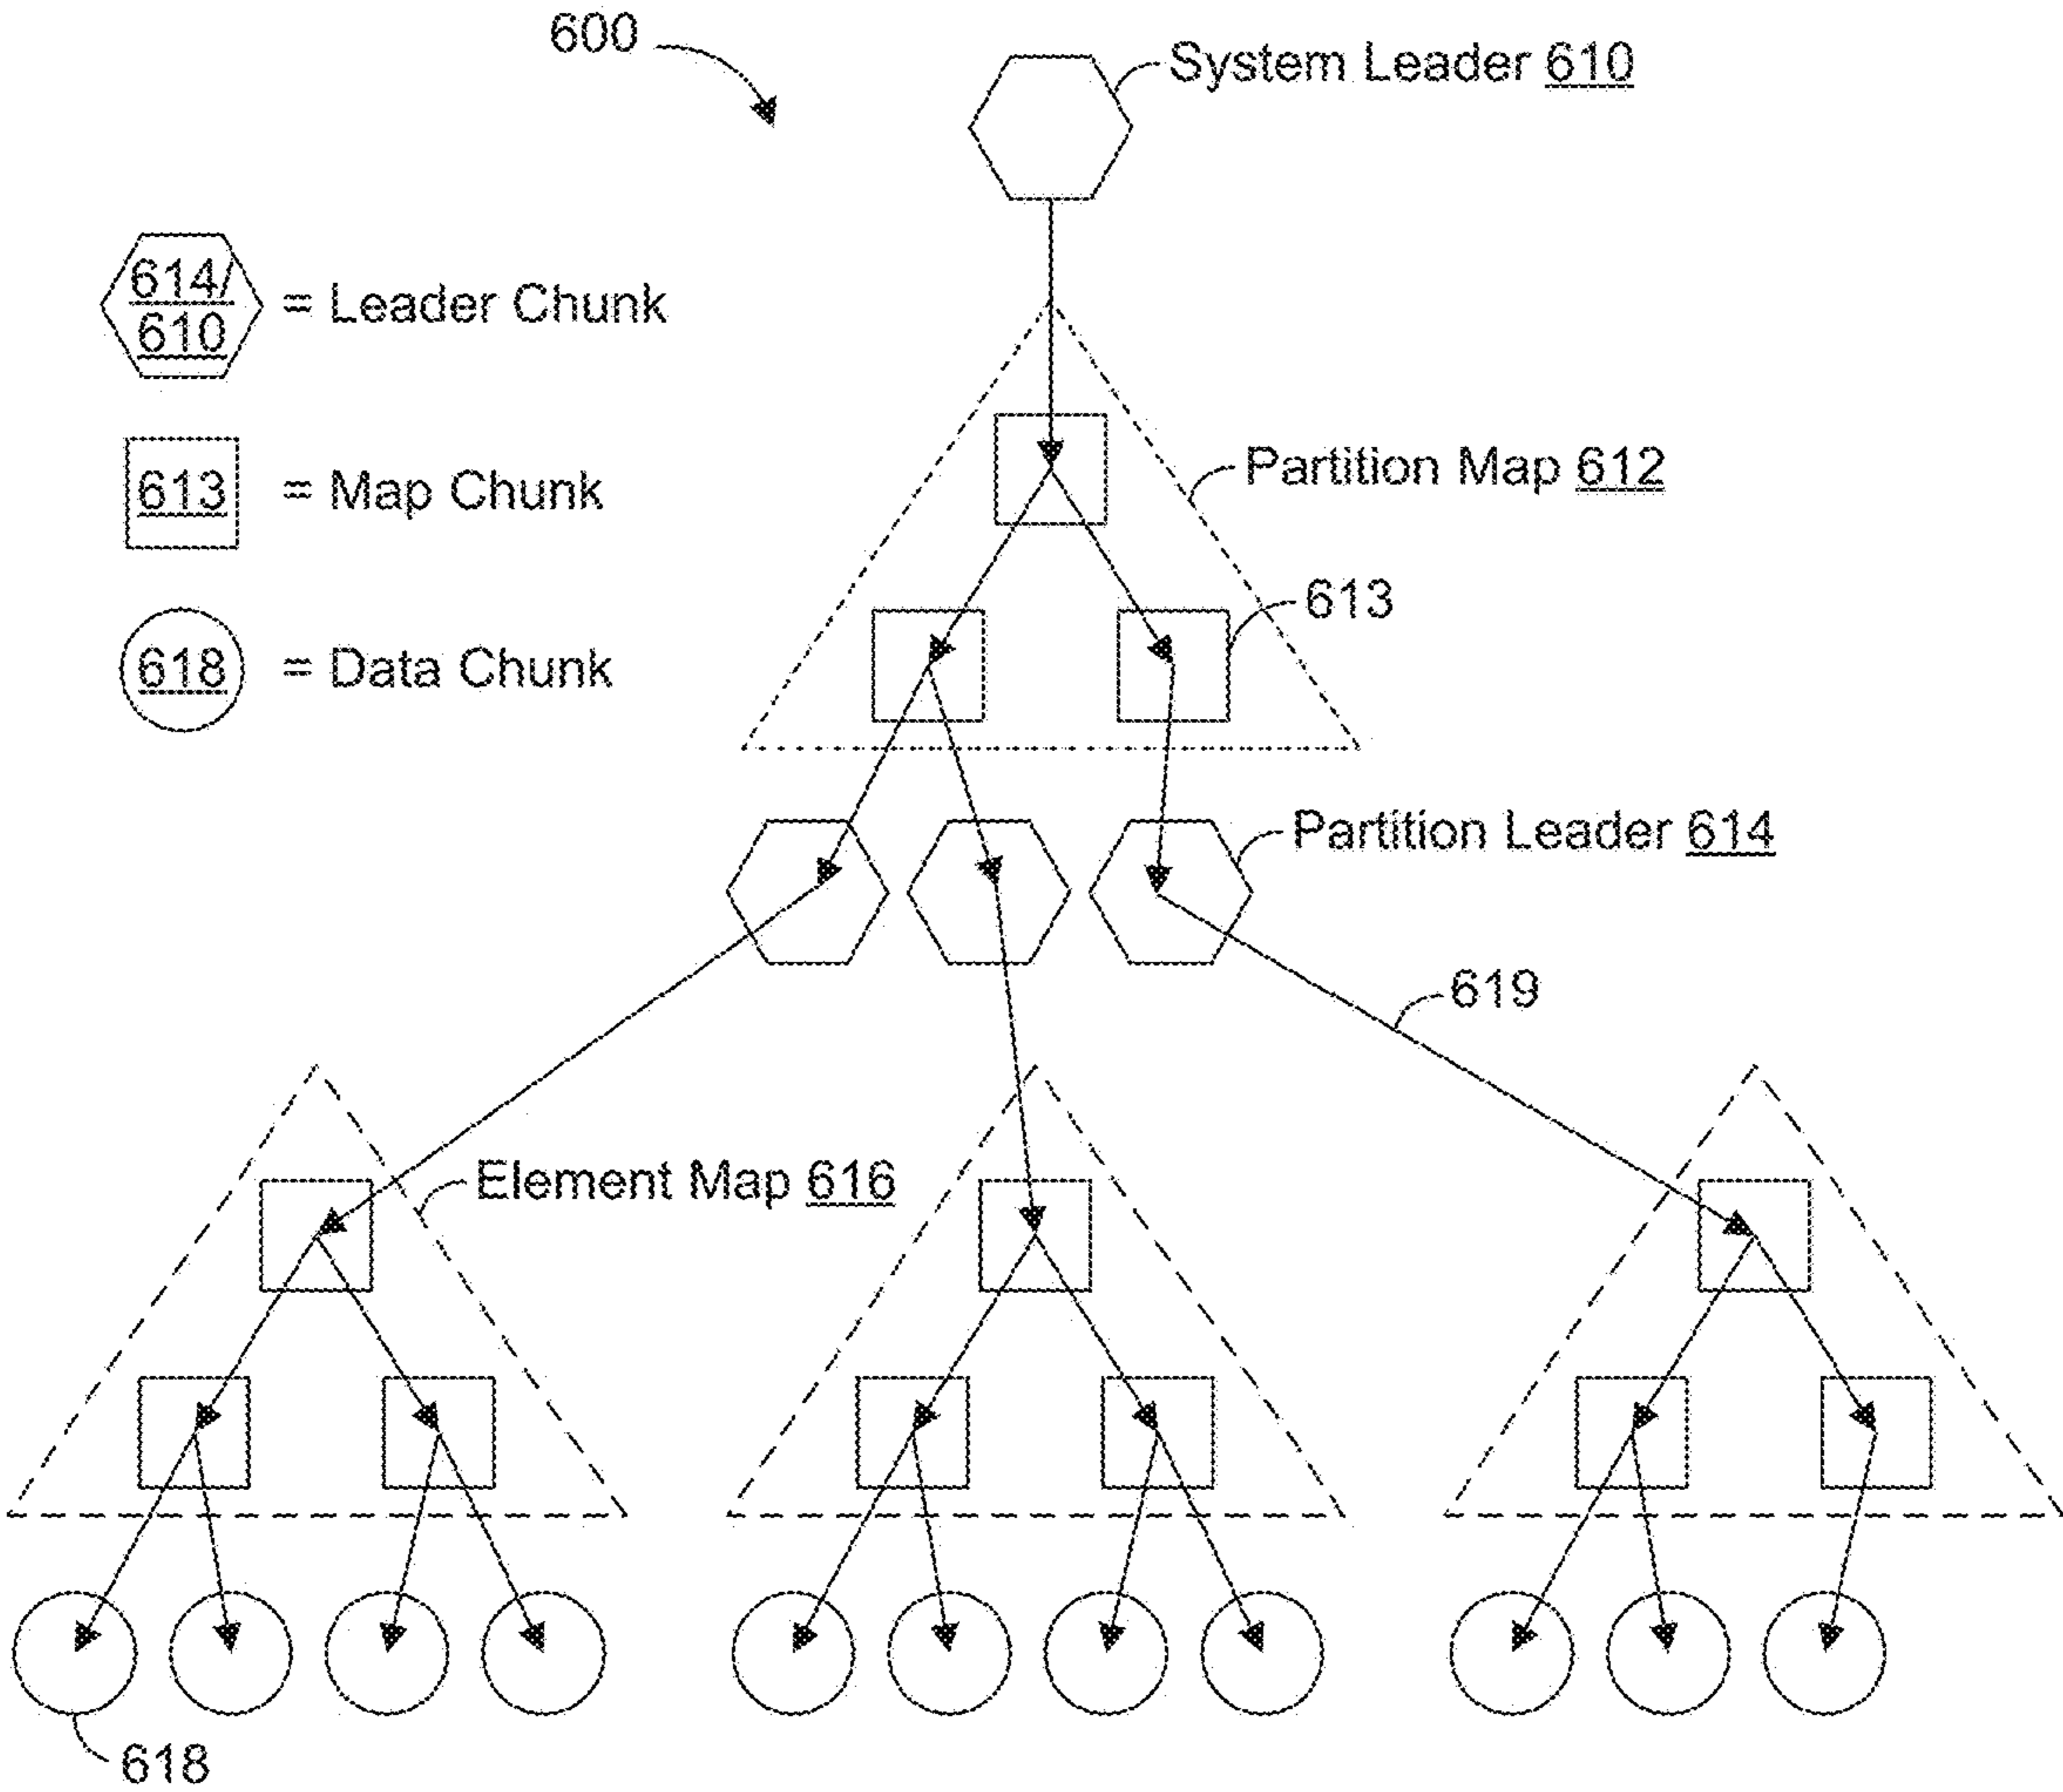 600
System Leader 610
614/
610
= Leader Chunk
613
= Map Chunk
Partition Map 612
613
618
= Data Chunk
Partition Leader 614
619
Element Map 616
618